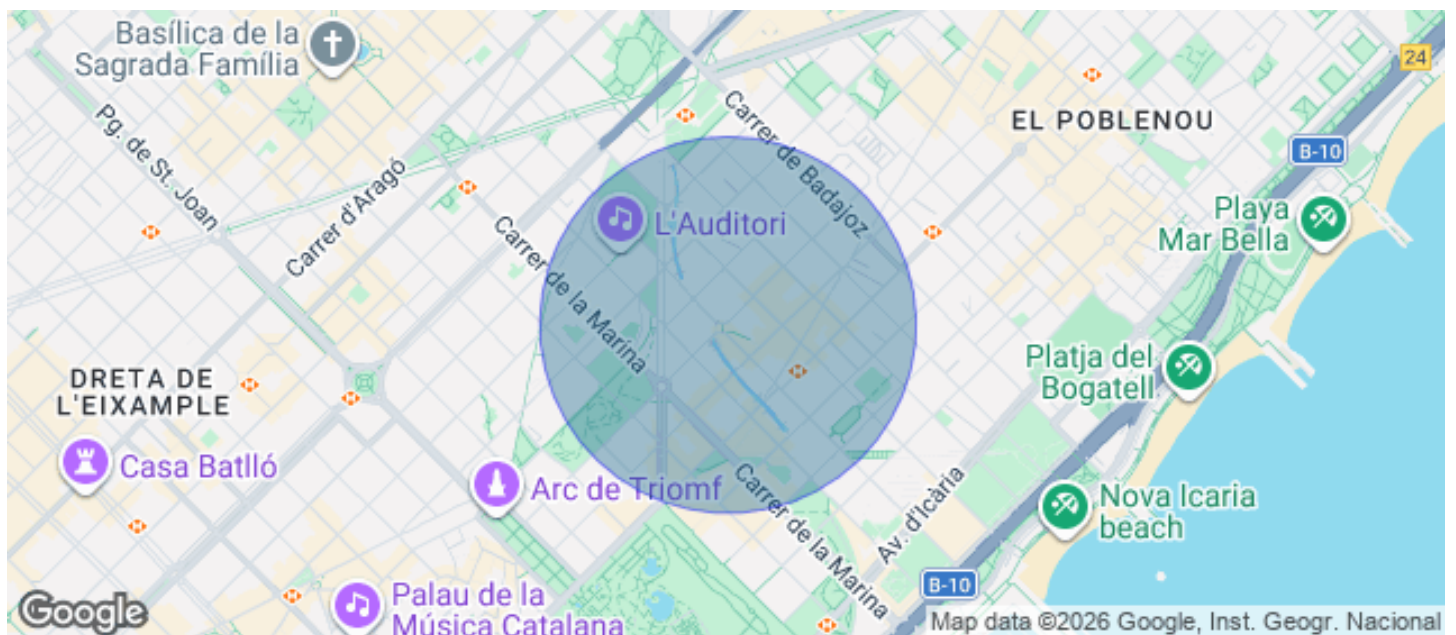 Basílica de la
Sagrada Família
24
Carrer de Badajoz
EL POBLENOU
B-10
Pg. de St. Joan
Carrer d'Aragó
L'Auditori
Playa
Mar Bella
Carrer de la Marina
Platja del
Bogatell
DRETA DE
L'EIXAMPLE
Casa Batlló
Arc de Triomf
Carrer de la Marina
Av. d'Icària
Nova Icaria
beach
B-10
Palau de la
Música Catalana
Google
Map data ©2026 Google, Inst. Geogr. Nacional